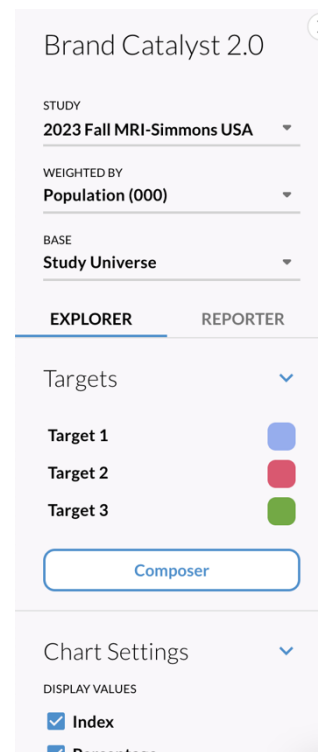 Brand Catalyst 2.0
STUDY
2023 Fall MRI-Simmons USA
WEIGHTED BY
Population (000)
BASE
Study Universe
EXPLORER REPORTER
Targets
Target 1
Target 2
Target 3
Composer
Chart Settings
DISPLAY VALUES
Index